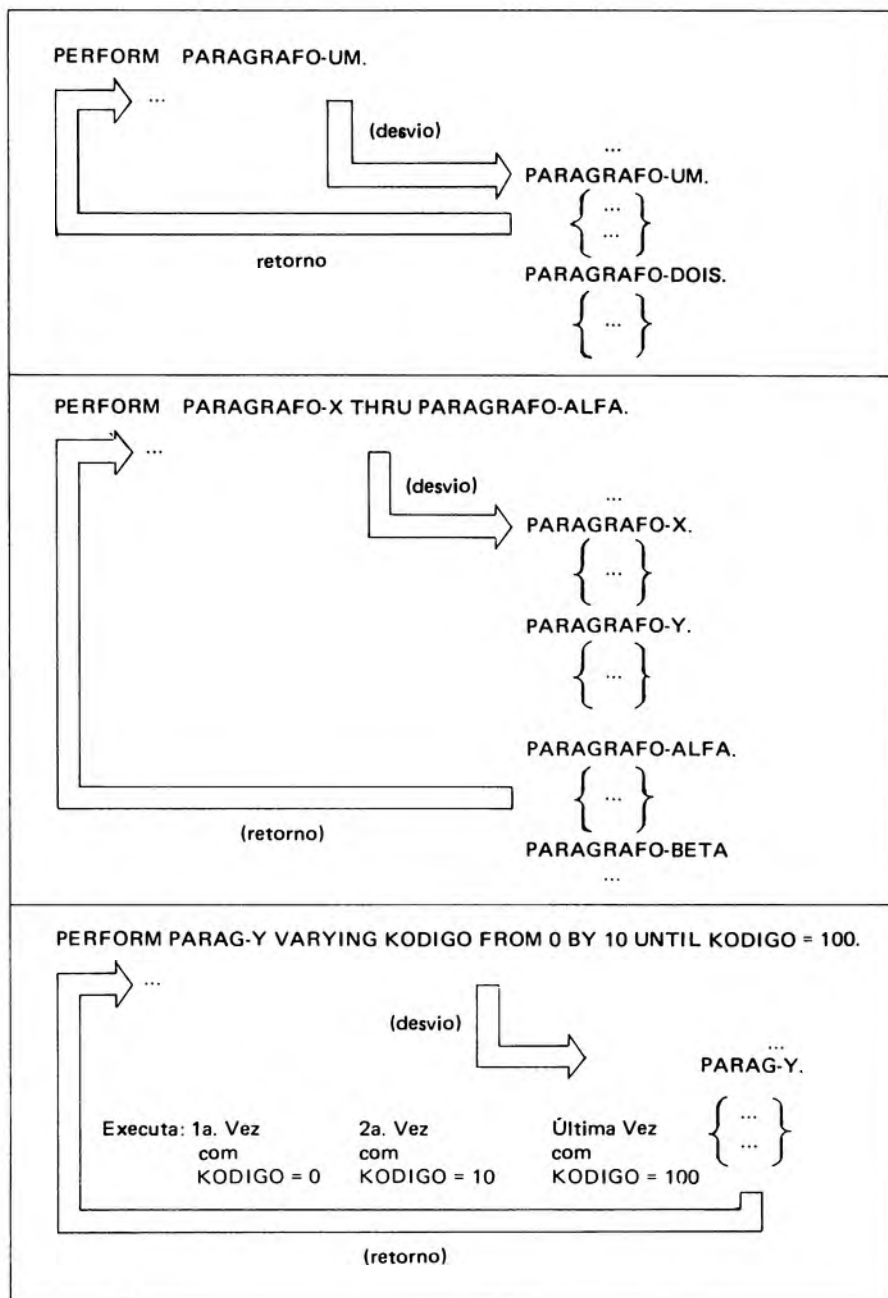 PERFORM PARAGRAFO-UM.
...
(desvio)
...
PARAGRAFO-UM.
{ ... }
...
retorno
PARAGRAFO-DOIS.
{ ... }
PERFORM PARAGRAFO-X THRU PARAGRAFO-ALFA.
...
(desvio)
...
PARAGRAFO-X.
{ ... }
PARAGRAFO-Y.
{ ... }
PARAGRAFO-ALFA.
{ ... }
(retorno)
PARAGRAFO-BETA
...
PERFORM PARAG-Y VARYING KODIGO FROM 0 BY 10 UNTIL KODIGO = 100.
...
(desvio)
...
PARAG-Y.
{ ... }
...
Executa: 1a. Vez
com
KODIGO = 0
2a. Vez
com
KODIGO = 10
Última Vez
com
KODIGO = 100
(retorno)